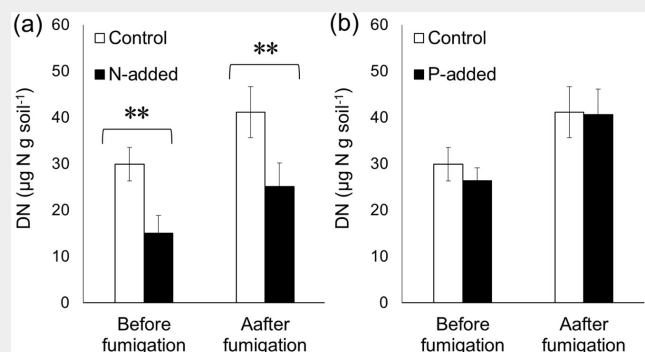 (a)
60
50
40
30
20
10
0
DN (µg N g soil-1)
Control
N-added
**
**
Before
fumigation
Aafter
fumigation
(b)
60
50
40
30
20
10
0
DN (µg N g soil-1)
Control
P-added
Before
fumigation
Aafter
fumigation